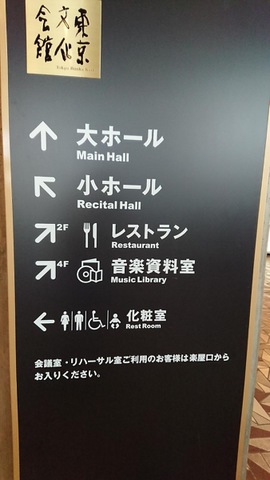 東京
文化
会館
Tokyo Bunka Kaikan
大ホール
Main Hall
小ホール
Recital Hall
2F レストラン
Restaurant
4F 音楽資料室
Music Library
化粧室
Rest Room
会議室・リハーサル室ご利用のお客様は楽屋口から
お入りください。